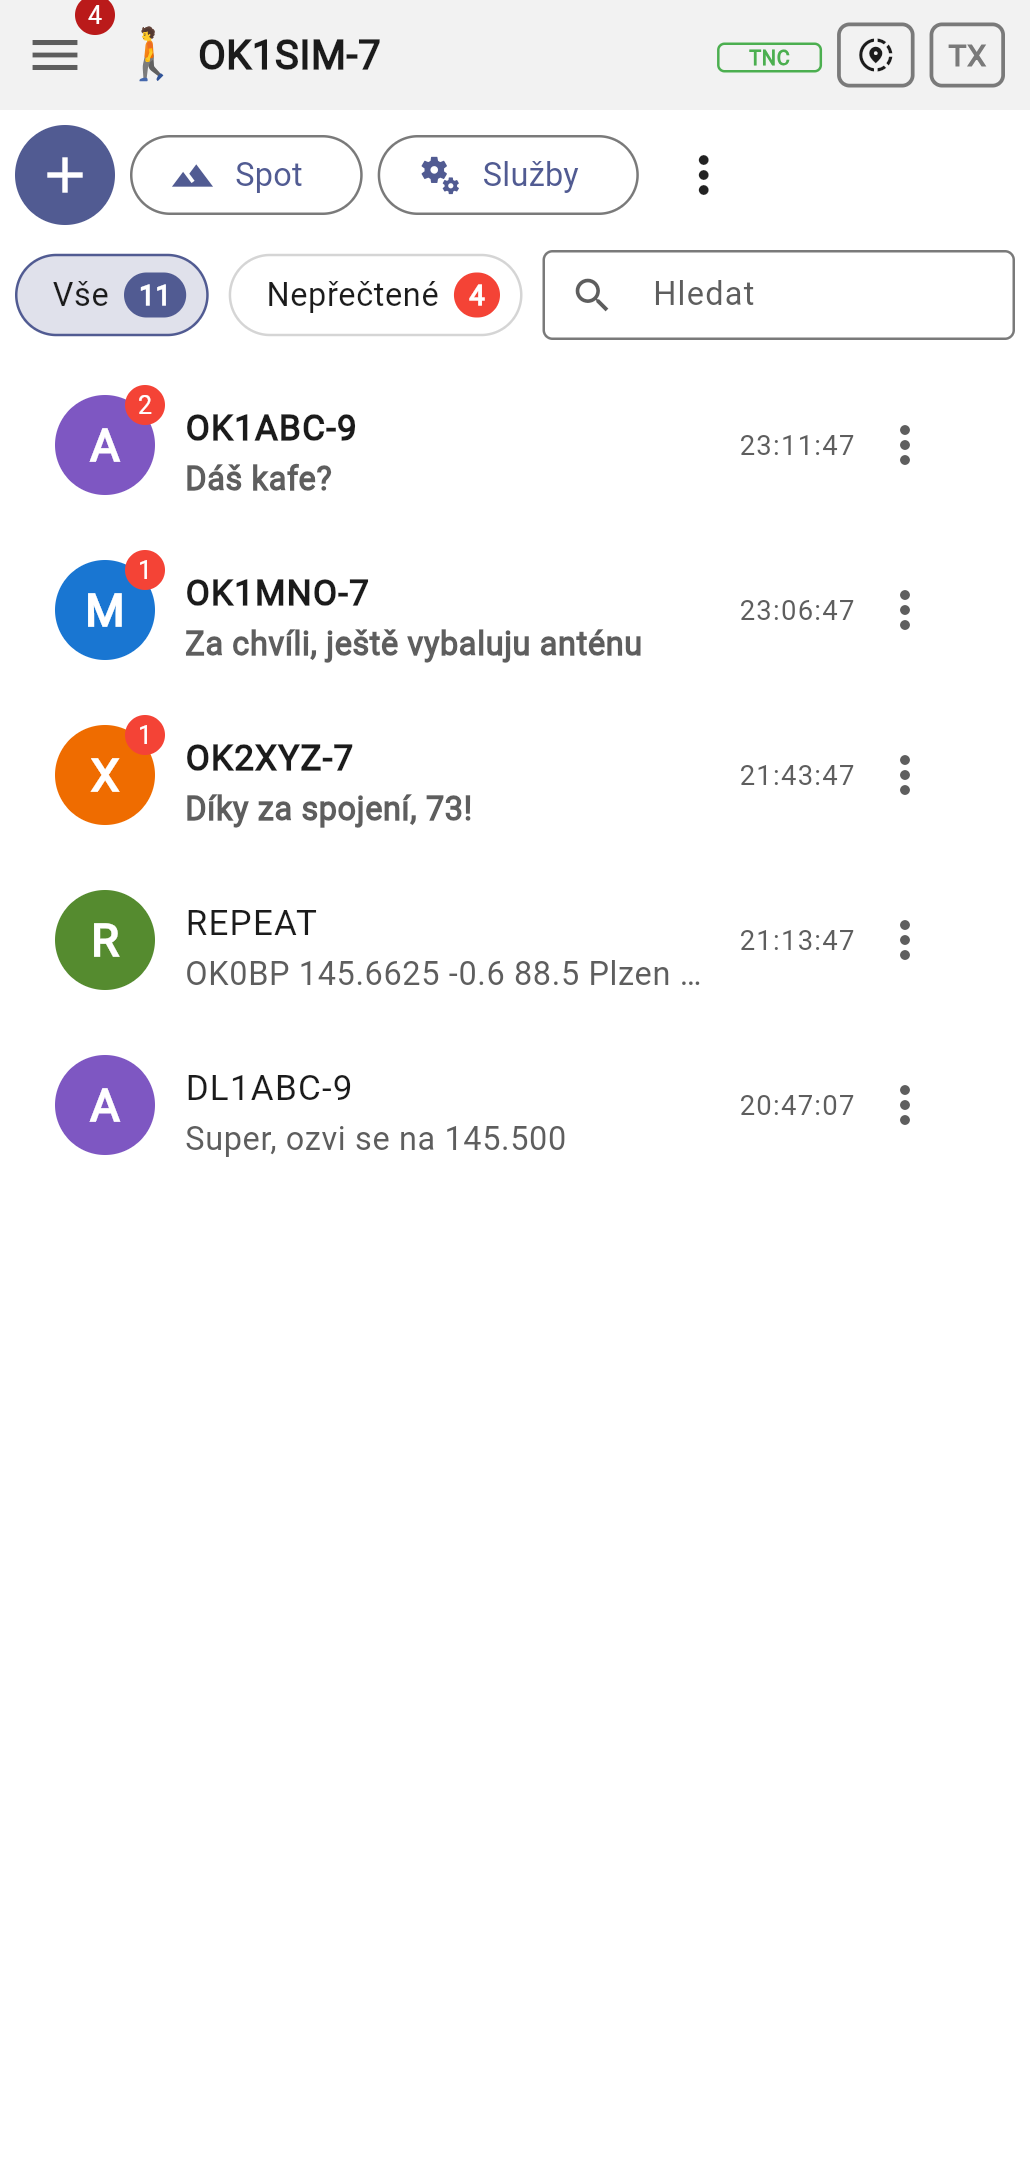 4
OK1SIM-7
TNC
TX
Spot
Služby
Vše 11
Nepřečtené 4
Hledat
2
A
OK1ABC-9
Dáš kafe?
23:11:47
1
M
OK1MNO-7
Za chvíli, ještě vybaluju anténu
23:06:47
1
X
OK2XYZ-7
Díky za spojení, 73!
21:43:47
R
REPEAT
OK0BP 145.6625 -0.6 88.5 Plzen ...
21:13:47
A
DL1ABC-9
Super, ozvi se na 145.500
20:47:07